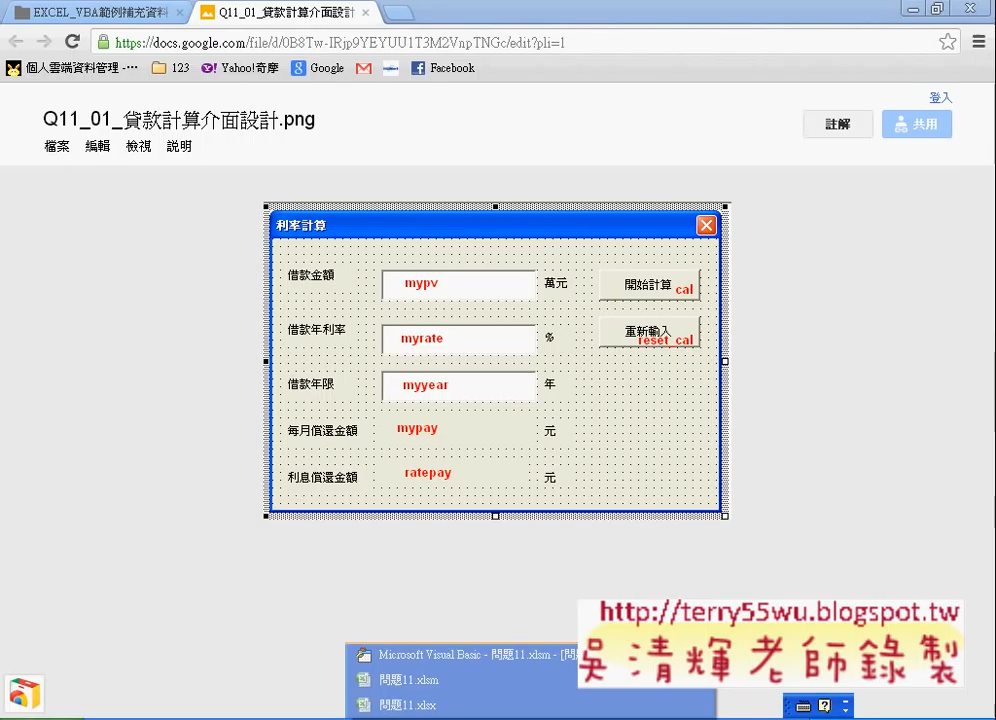 EXCEL_VBA範例補充資料
Q11_01_貸款計算介面設計
https://docs.google.com/file/d/0B8Tw-IRjp9YEYUU1T3M2VnpTNGc/edit?pli=1
個人雲端資料管理 -… 123 Yahoo!奇摩 Google Facebook
登入
Q11_01_貸款計算介面設計.png
註解 共用
檔案 編輯 檢視 説明
利率計算
借款金額 mypv 萬元 開始計算 cal
借款年利率 myrate % 重新輸入 reset_cal
借款年限 myyear 年
每月償還金額 mypay 元
利息償還金額 ratepay 元
http://terry55wu.blogspot.tw
吳清輝老師錄製
Microsoft Visual Basic - 問題11.xlsm - [問
問題11.xlsm
問題11.xlsx